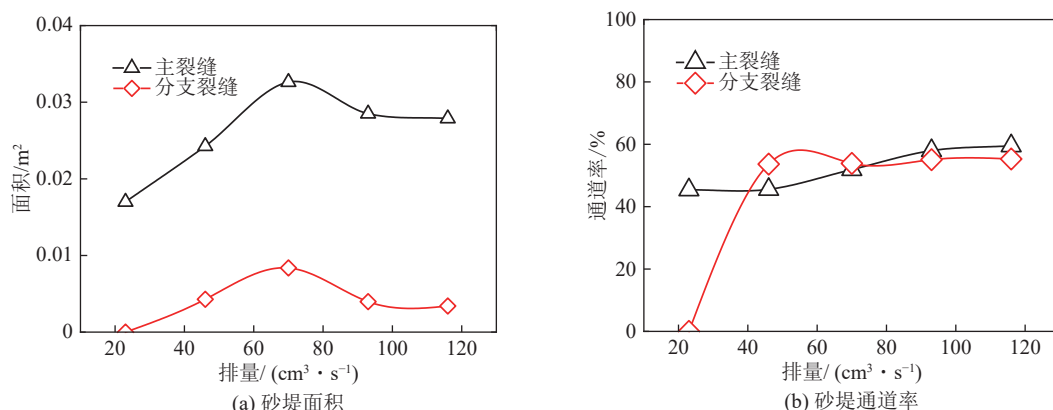 0.04
0.03
0.02
0.01
0
面积/m²
主裂缝
分支裂缝
20 40 60 80 100 120
排量/ (cm³·s⁻¹)
(a) 砂堤面积
100
80
60
40
20
0
通道率/%
主裂缝
分支裂缝
20 40 60 80 100 120
排量/ (cm³·s⁻¹)
(b) 砂堤通道率